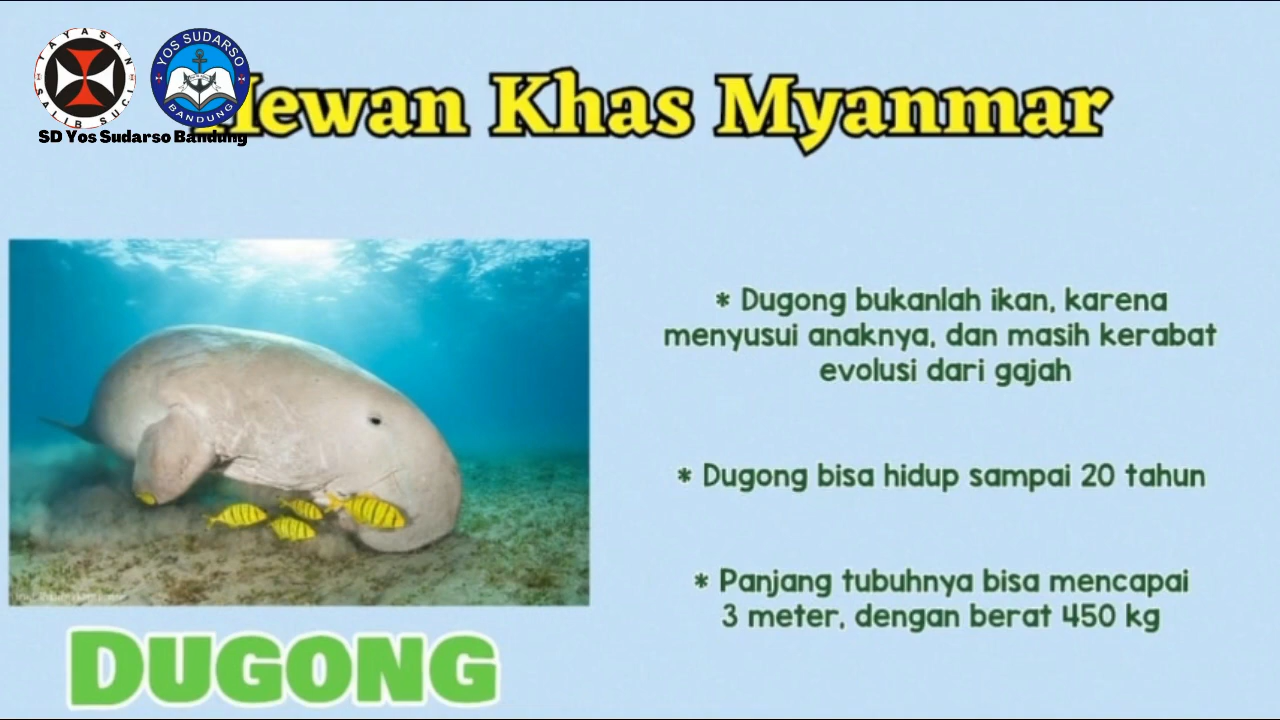 YAYASAN
SALIB SUCI
YOS SUDARSO
BANDUNG
SD Yos Sudarso Bandung
Hewan Khas Myanmar
* Dugong bukanlah ikan, karena
menyusui anaknya, dan masih kerabat
evolusi dari gajah
* Dugong bisa hidup sampai 20 tahun
* Panjang tubuhnya bisa mencapai
3 meter, dengan berat 450 kg
DUGONG